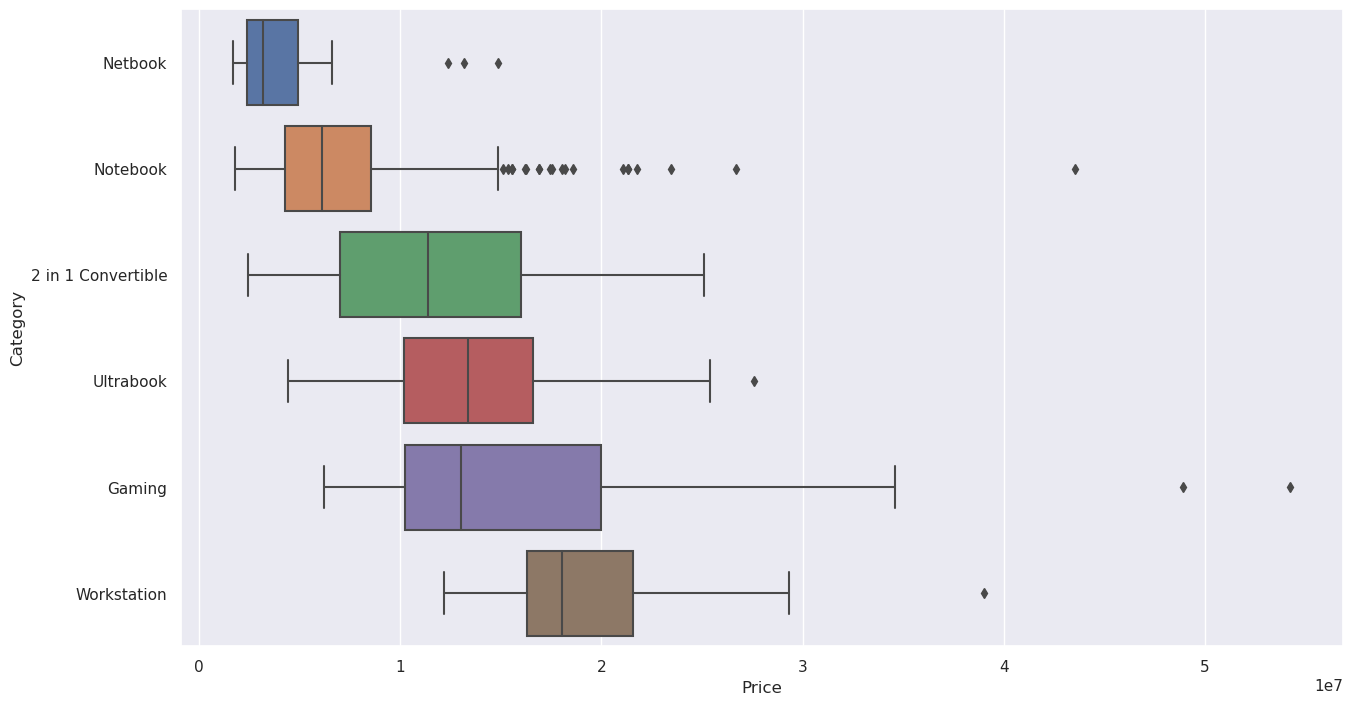 Netbook
Notebook
2 in 1 Convertible
Ultrabook
Gaming
Workstation
Category
0 1 2 3 4 5
1e7
Price